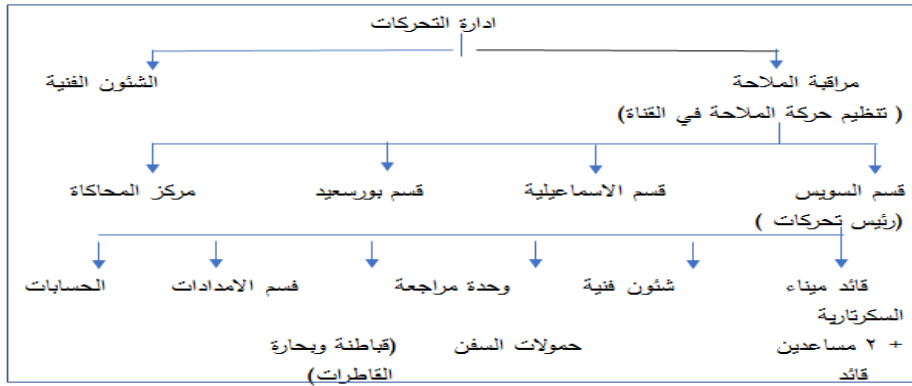 ادارة التحركات
مراقبة الملاحة الشئون الفنية
( تنظيم حركة الملاحة في القناة)
قسم السويس قسم الاسماعيلية قسم بورسعيد مركز المحاكاة
(رئيس تحركات )
قائد ميناء شئون فنية وحدة مراجعة قسم الامدادات الحسابات
السكرتارية
+ ٢ مساعدين حمولات السفن (قباطنة وبحارة
قائد القاطرات)